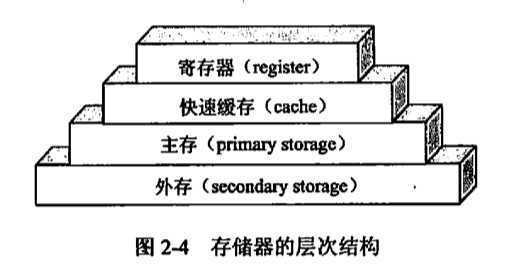 寄存器（register）
快速缓存（cache）
主存（primary storage）
外存（secondary storage）
图 2-4 存储器的层次结构